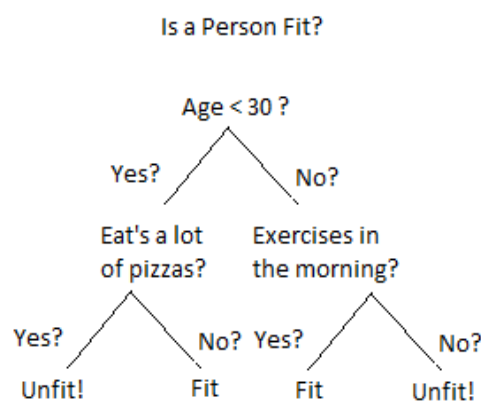 Is a Person Fit?
Age < 30 ?
Yes?
No?
Eat's a lot
of pizzas?
Exercises in
the morning?
Yes?
No?
Yes?
No?
Unfit!
Fit
Fit
Unfit!